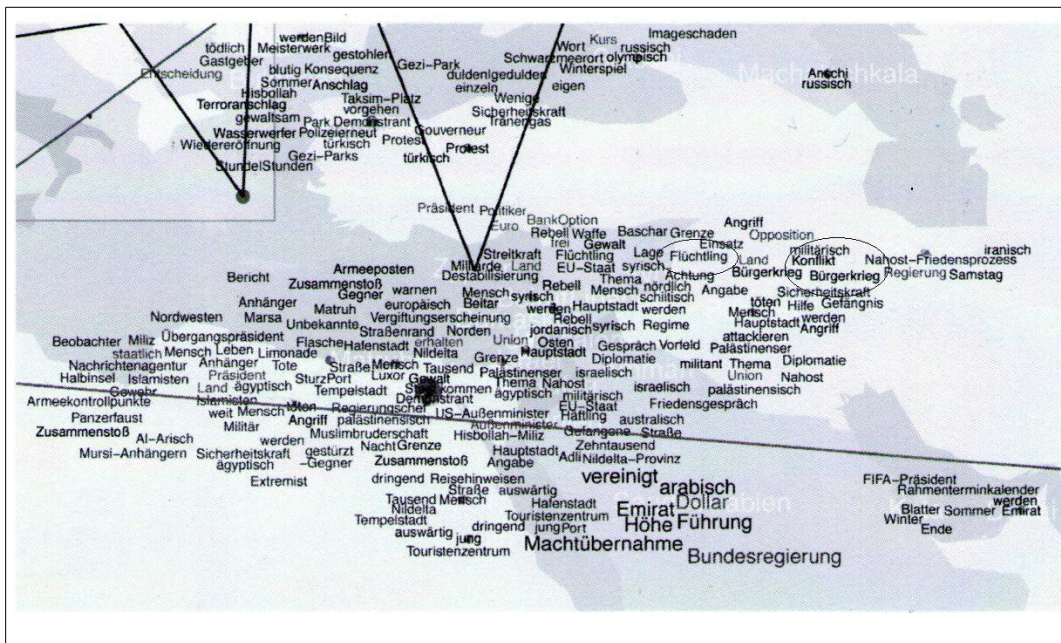 werden Bild
Kurs
Imageschaden
tödlich
Meisterwerk
Wort
russisch
Gastgeber
gestohlen
Schwarzmeerort olympisch
Entscheidung
blutig Konsequenz
Gezi-Park
Winterspiel
Machatschkala
Anschl
russisch
Sommer Anschlag
dulden|gedulden
Hisbollah
einzeln
eigen
Terroranschlag
Taksim-Platz
Wenige
gewaltsam
vorgehen
Sicherheitskraft
Park Demonstrant
Tränengas
Wasserwerfer Polizei erneut
Gouverneur
Wiedereröffnung
türkisch
Protest
Protest
Gezi-Parks
türkisch
Stunde|Stunden
Präsident
Politiker
BankOption
Angriff
Euro
Rebell Waffe
Baschar Grenze
Opposition
frei
Gewalt
Einsatz
militärisch
iranisch
Streitkraft
Flüchtling
Lage
Flüchtling
Land
Konflikt
Nahost-Friedensprozess
Armeeposten
Milliarde
Land
EU-Staat
syrisch
Bericht
Destabilisierung
Ächtung
Bürgerkrieg
Bürgerkrieg
Regierung Samstag
Zusammenstoß
warnen
Mensch
Rebell
Thema
nördlich
Angabe
Sicherheitskraft
Gegner
syrisch
Mensch
schiitisch
töten
Gefängnis
Anhänger
Matruh
europäisch
Beitar
werden
Hauptstadt
werden
Mensch
Hilfe
Nordwesten
Marsa
Vergiftungserscheinung
Rebell
Hauptstadt
werden
Unbekannte
Straßenrand
Norden
jordanisch
syrisch
Regime
Angriff
Übergangspräsident
Flasche
Hafenstadt
erhalten
Union
Osten
attackieren
Beobachter
Miliz
Gespräch Vorfeld
Palästinenser
staatlich
Mensch
Leben
Limonade
Nildelta
Hauptstadt
Nachrichtenagentur
Anhänger
Tote
Straße
Mensch
Tausend
Grenze
Diplomatie
militant
Thema
Diplomatie
Halbinsel
Islamisten
Präsident
Luxor
Gewalt
Palästinenser
israelisch
Union
Gewehr
Land
ägyptisch
SturzPort
kommen
Thema
Nahost
israelisch
Nahost
Armeekontrollpunkte
Islamisten
Tempelstadt
Demonstrant
ägyptisch
militärisch
palästinensisch
weit
Mensch
töten
Regierungschef
US-Außenminister
EU-Staat
Friedensgespräch
Panzerfaust
Angriff
palästinensisch
Häftling
australisch
Militär
Außenminister
Gefangene
Straße
Zusammenstoß
Muslimbruderschaft
Hisbollah-Miliz
Al-Arisch
werden
Nacht
Grenze
Zehntausend
Mursi-Anhängern
Sicherheitskraft
gestürzt
Hauptstadt
Adli
Nildelta-Provinz
ägyptisch
-Gegner
Zusammenstoß
Angabe
Extremist
dringend
Reisehinweisen
vereinigt
FIFA-Präsident
Straße
auswärtig
arabisch
Rahmenterminkalender
Tausend
Mensch
Hafenstadt
Dollar
werden
Nildelta
Touristenzentrum
Emirat
Blatter Sommer Emirat
Tempelstadt
dringend
jung
Port
Höhe
Führung
Winter
auswärtig
jung
Ende
Touristenzentrum
Machtübernahme
Bundesregierung